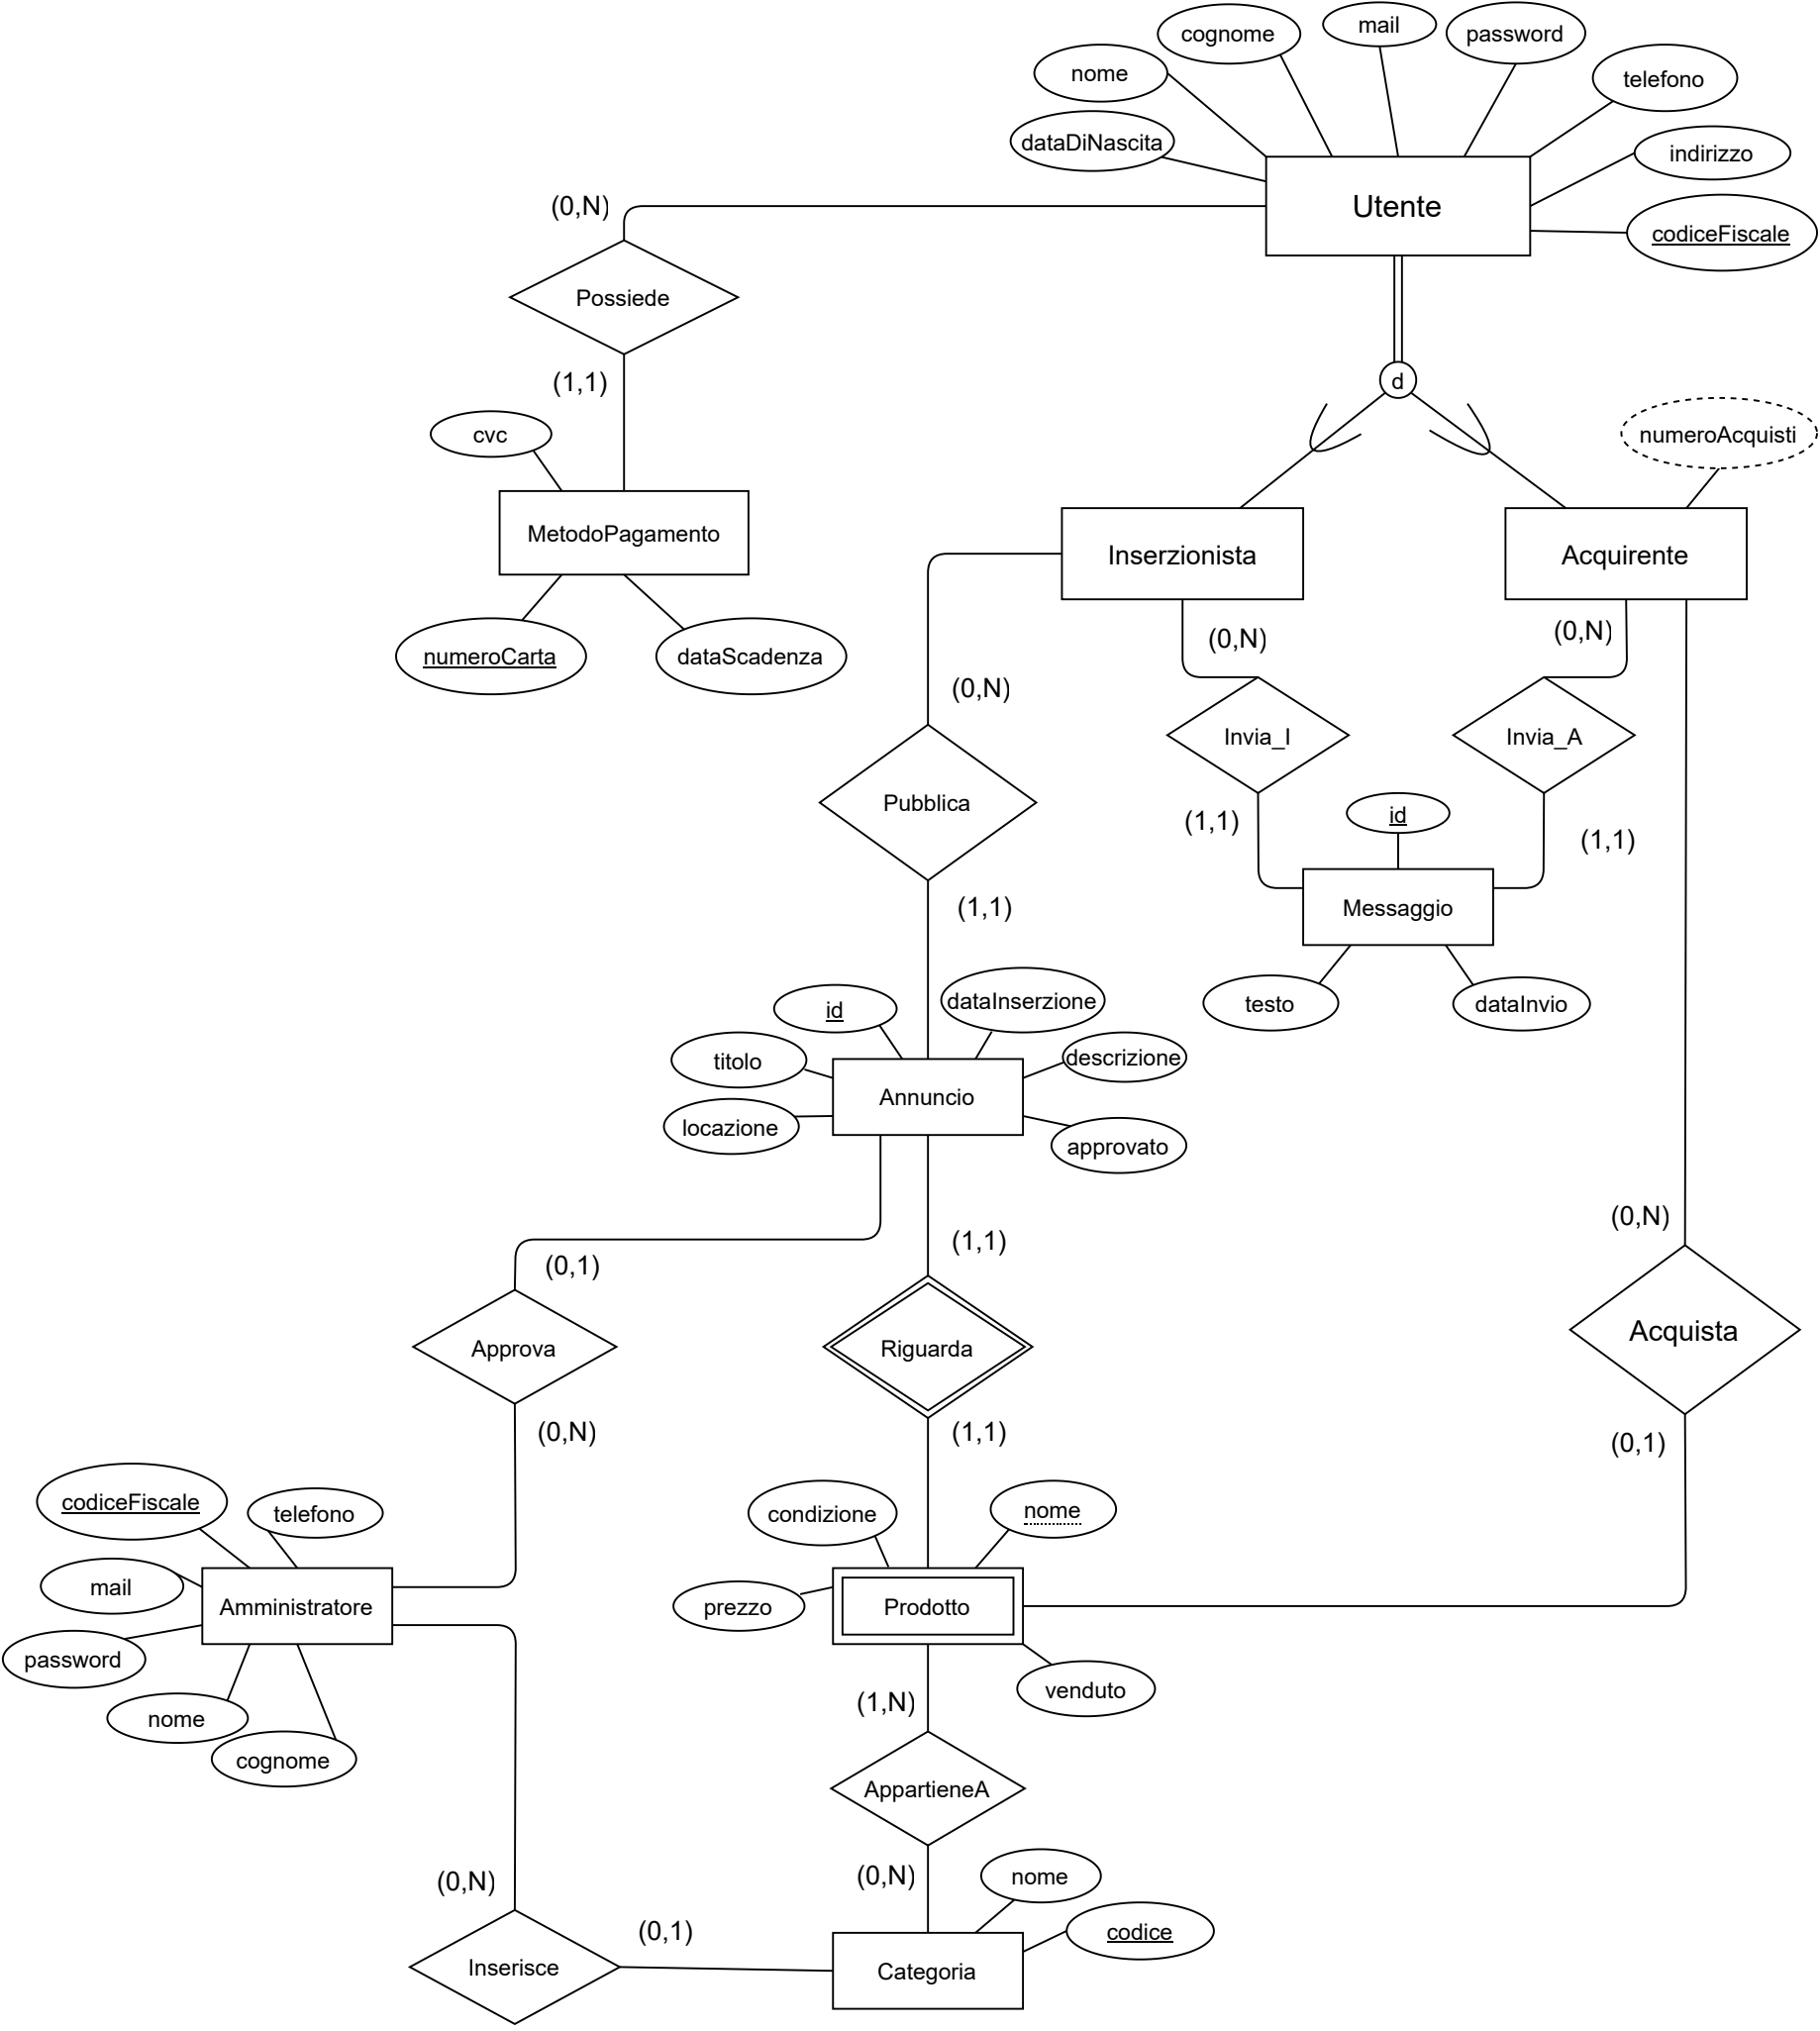 cognome
mail
password
nome
telefono
dataDiNascita
indirizzo
Utente
codiceFiscale
(0,N)
Possiede
(1,1)
d
cvc
numeroAcquisti
MetodoPagamento
Inserzionista
Acquirente
numeroCarta
dataScadenza
(0,N)
(0,N)
(0,N)
Invia_I
Invia_A
Pubblica
(1,1)
id
(1,1)
(1,1)
Messaggio
id
dataInserzione
testo
dataInvio
titolo
descrizione
Annuncio
locazione
approvato
(0,N)
(1,1)
(0,1)
Acquista
Approva
Riguarda
(0,N)
(1,1)
(0,1)
codiceFiscale
telefono
condizione
nome
mail
Amministratore
prezzo
Prodotto
password
nome
venduto
(1,N)
cognome
AppartieneA
(0,N)
(0,N)
nome
(0,1)
codice
Inserisce
Categoria